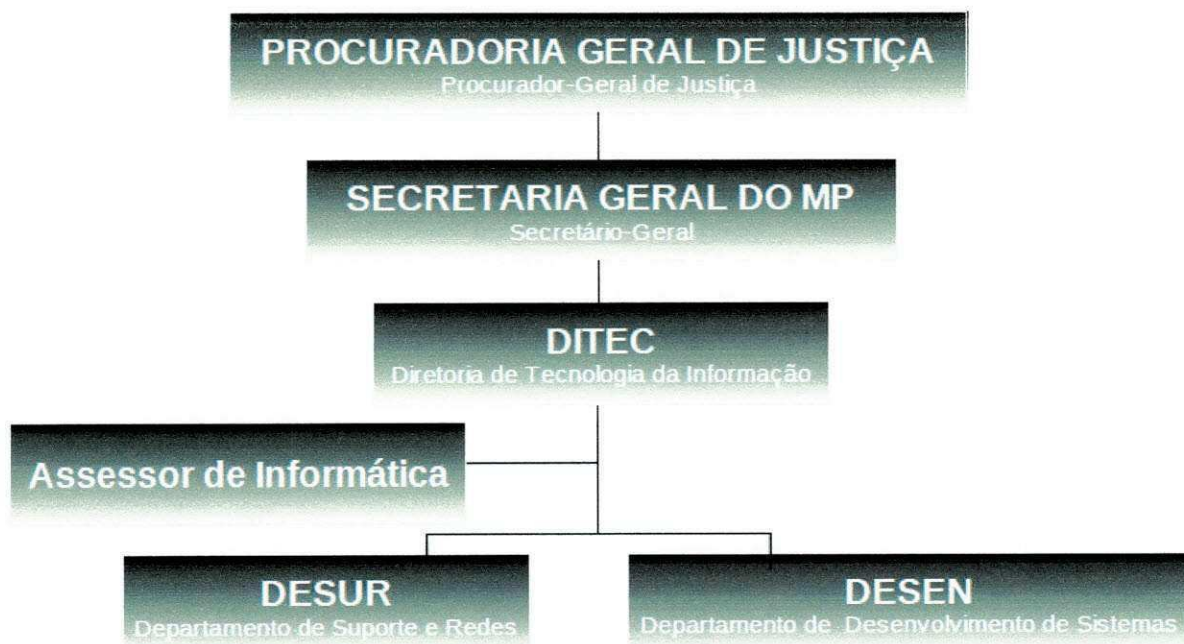 PROCURADORIA GERAL DE JUSTIÇA
Procurador-Geral de Justiça
SECRETARIA GERAL DO MP
Secretário-Geral
DITEC
Diretoria de Tecnologia da Informação
Assessor de Informática
DESUR
Departamento de Suporte e Redes
DESEN
Departamento de Desenvolvimento de Sistemas